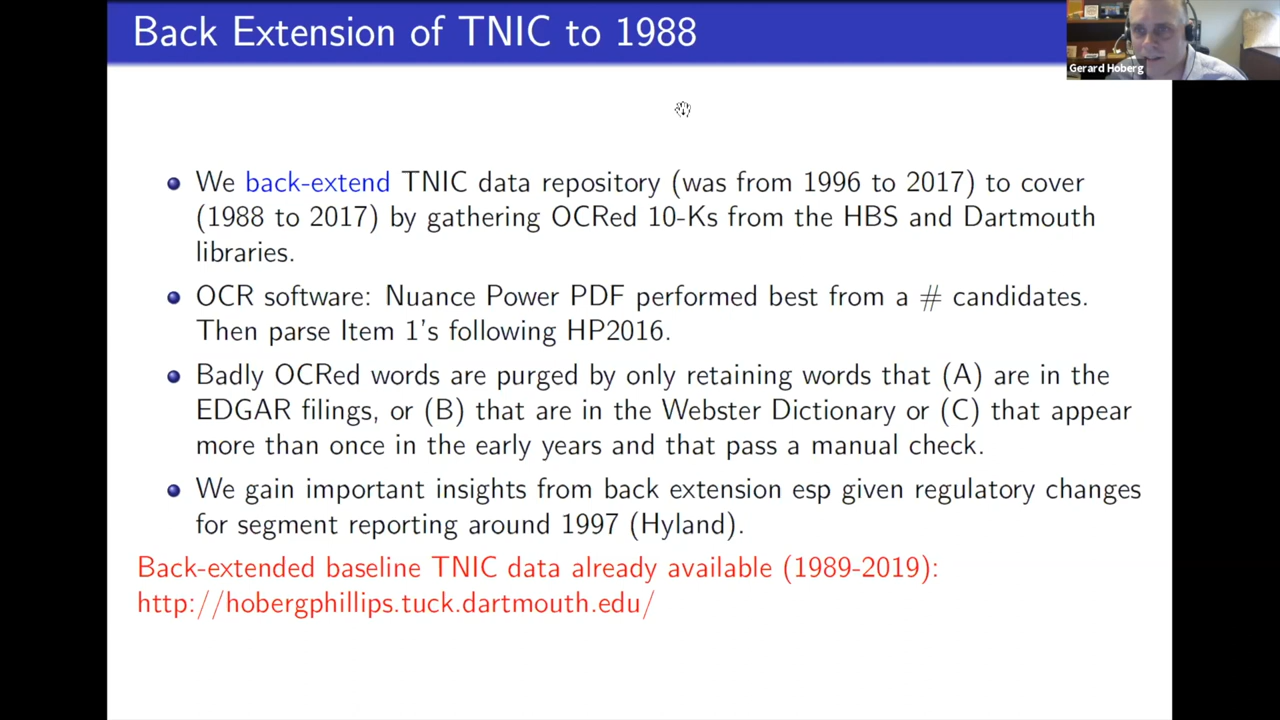 Back Extension of TNIC to 1988
Gerard Hoberg
We back-extend TNIC data repository (was from 1996 to 2017) to cover
(1988 to 2017) by gathering OCRed 10-Ks from the HBS and Dartmouth
libraries.
OCR software: Nuance Power PDF performed best from a # candidates.
Then parse Item 1's following HP2016.
Badly OCRed words are purged by only retaining words that (A) are in the
EDGAR filings, or (B) that are in the Webster Dictionary or (C) that appear
more than once in the early years and that pass a manual check.
We gain important insights from back extension esp given regulatory changes
for segment reporting around 1997 (Hyland).
Back-extended baseline TNIC data already available (1989-2019):
http://hobergphillips.tuck.dartmouth.edu/